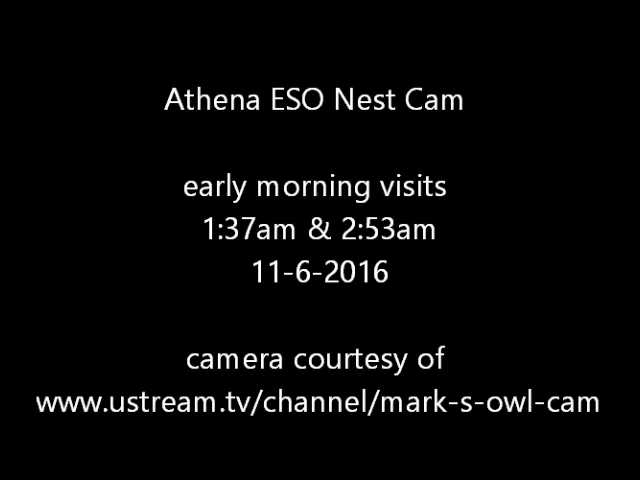 Athena ESO Nest Cam
early morning visits
1:37am & 2:53am
11-6-2016
camera courtesy of
www.ustream.tv/channel/mark-s-owl-cam